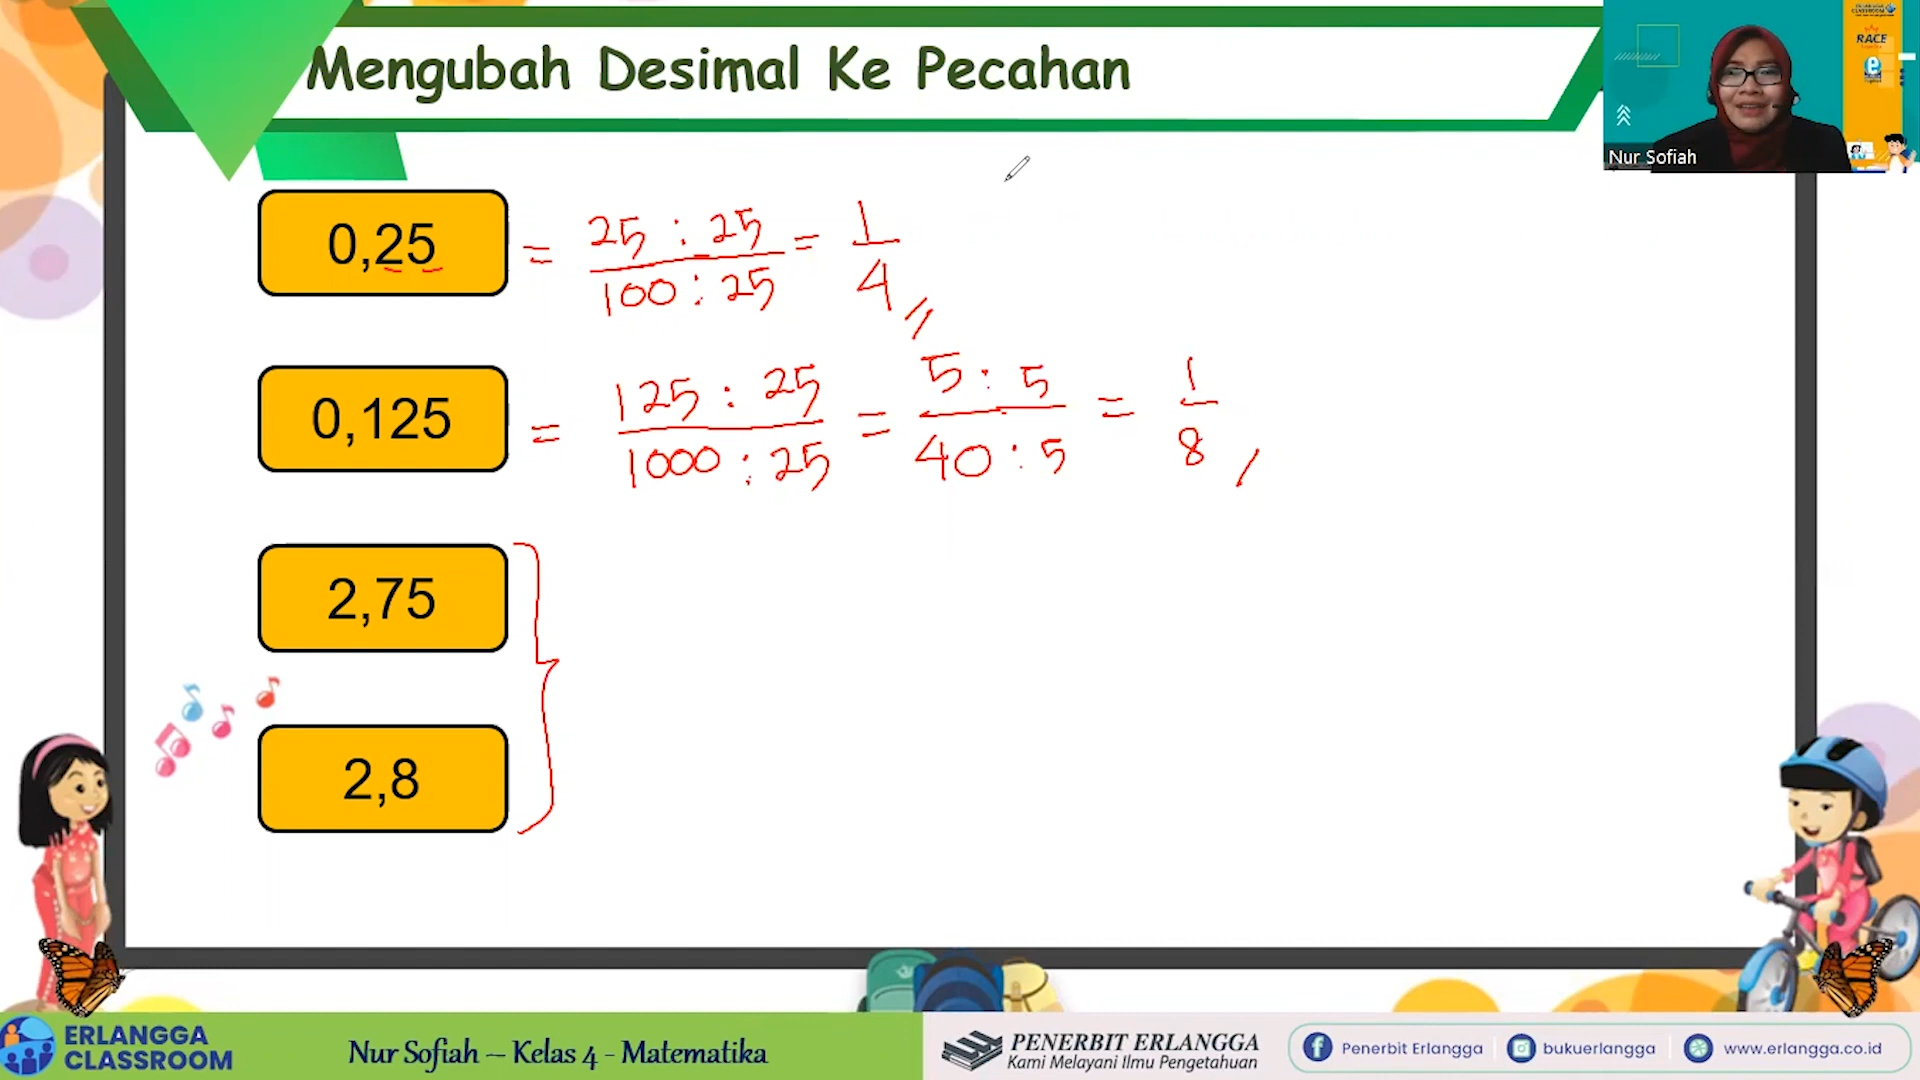 Mengubah Desimal Ke Pecahan
RACE
Nur Sofiah
0,25 = 25 : 25 / 100 : 25 = 1/4
0,125 = 125 : 25 / 1000 : 25 = 5 : 5 / 40 : 5 = 1/8
2,75
2,8
ERLANGGA
CLASSROOM
Nur Sofiah – Kelas 4 - Matematika
PENERBIT ERLANGGA
Kami Melayani Ilmu Pengetahuan
Penerbit Erlangga
bukuerlangga
www.erlangga.co.id